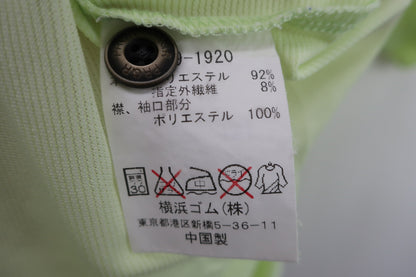 9-1920
リエステル 92%
指定外繊維 8%
襟、袖口部分
ポリエステル 100%
30
横浜ゴム(株)
東京都港区新橋5-36-11
中国製